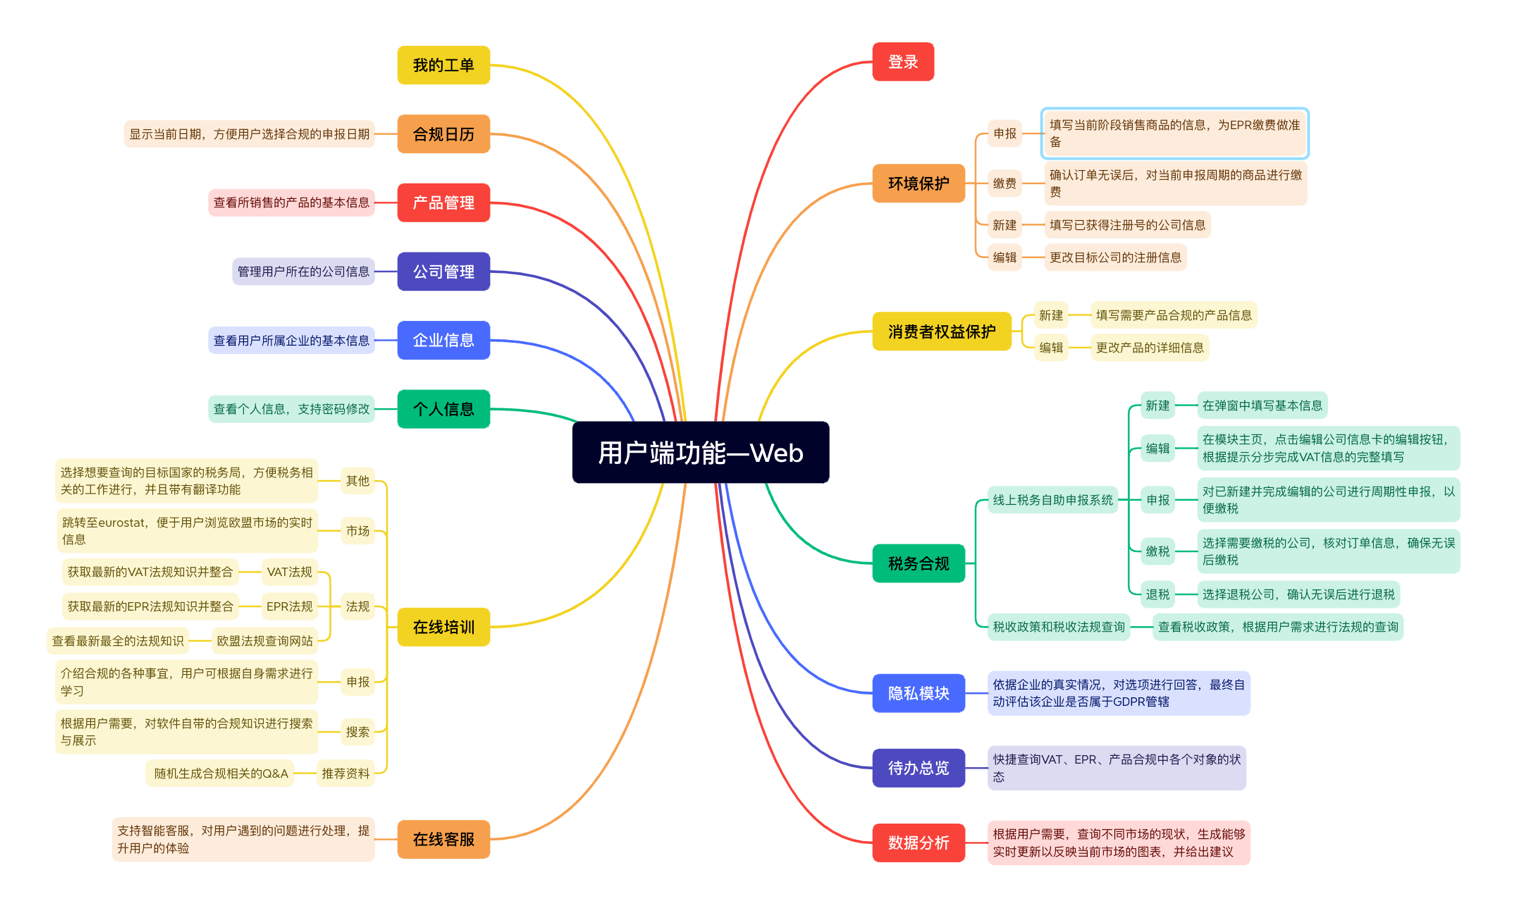 用户端功能—Web
登录
环境保护
申报
填写当前阶段销售商品的信息，为EPR缴费做准
备
缴费
确认订单无误后，对当前申报周期的商品进行缴
费
新建
填写已获得注册号的公司信息
编辑
更改目标公司的注册信息
消费者权益保护
新建
填写需要产品合规的产品信息
编辑
更改产品的详细信息
税务合规
线上税务自助申报系统
新建
在弹窗中填写基本信息
编辑
在模块主页，点击编辑公司信息卡的编辑按钮，
根据提示分步完成VAT信息的完整填写
申报
对已新建并完成编辑的公司进行周期性申报，以
便缴税
缴税
选择需要缴税的公司，核对订单信息，确保无误
后缴税
退税
选择退税公司，确认无误后进行退税
税收政策和税收法规查询
查看税收政策，根据用户需求进行法规的查询
隐私模块
依据企业的真实情况，对选项进行回答，最终自
动评估该企业是否属于GDPR管辖
待办总览
快捷查询VAT、EPR、产品合规中各个对象的状
态
数据分析
根据用户需要，查询不同市场的现状，生成能够
实时更新以反映当前市场的图表，并给出建议
我的工单
合规日历
显示当前日期，方便用户选择合规的申报日期
产品管理
查看所销售的产品的基本信息
公司管理
管理用户所在的公司信息
企业信息
查看用户所属企业的基本信息
个人信息
查看个人信息，支持密码修改
在线培训
其他
选择想要查询的目标国家的税务局，方便税务相
关的工作进行，并且带有翻译功能
市场
跳转至eurostat，便于用户浏览欧盟市场的实时
信息
法规
VAT法规
获取最新的VAT法规知识并整合
EPR法规
获取最新的EPR法规知识并整合
欧盟法规查询网站
查看最新最全的法规知识
申报
介绍合规的各种事宜，用户可根据自身需求进行
学习
搜索
根据用户需要，对软件自带的合规知识进行搜索
与展示
推荐资料
随机生成合规相关的Q&A
在线客服
支持智能客服，对用户遇到的问题进行处理，提
升用户的体验